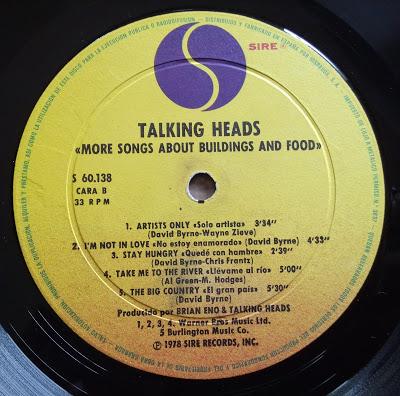 SIRE
TALKING HEADS
«MORE SONGS ABOUT BUILDINGS AND FOOD»
S 60.138
CARA B
33 RPM
1. ARTISTS ONLY «Solo artista» 3'34"
(David Byrne-Wayne Zieve)
2. I'M NOT IN LOVE «No estoy enamorado» (David Byrne) 4'33"
3. STAY HUNGRY «Quedé con hambre» 2'39"
(David Byrne-Chris Frantz)
4. TAKE ME TO THE RIVER «Llévame al río» 5'00"
(Al Green-M. Hodges)
5. THE BIG COUNTRY «El gran país» 5'30"
(David Byrne)
Producido por BRIAN ENO & TALKING HEADS
1, 2, 3, 4. Warner Bros Music Ltd.
5 Burlington Music Co.
℗ 1978 SIRE RECORDS, INC.